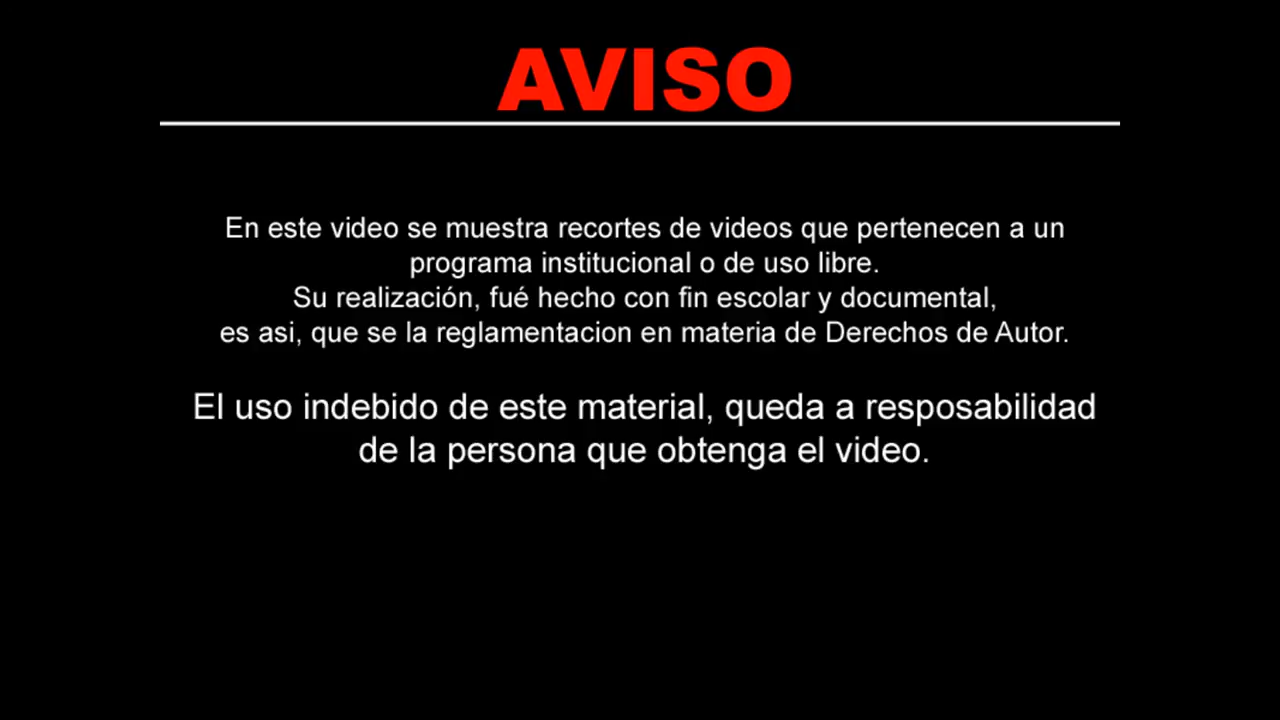 AVISO
En este video se muestra recortes de videos que pertenecen a un
programa institucional o de uso libre.
Su realización, fué hecho con fin escolar y documental,
es asi, que se la reglamentacion en materia de Derechos de Autor.
El uso indebido de este material, queda a resposabilidad
de la persona que obtenga el video.